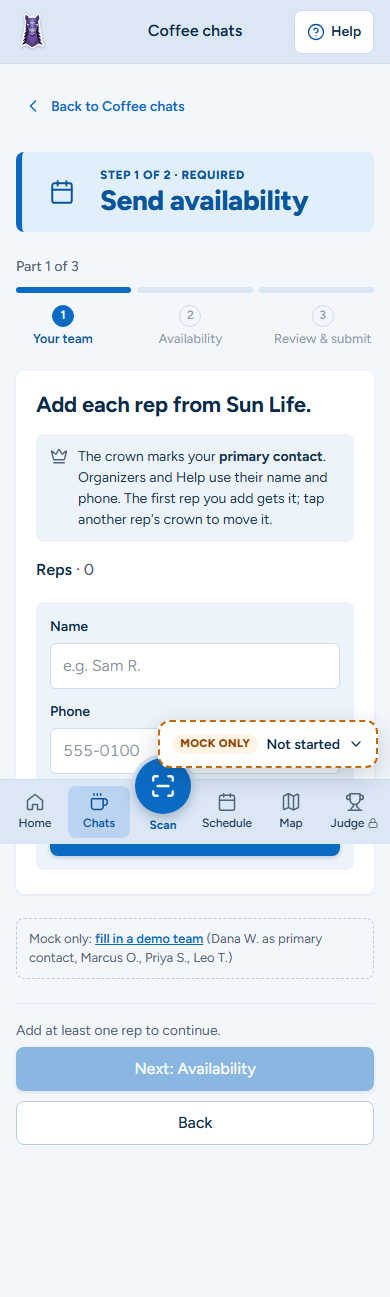 Coffee chats
Help
Back to Coffee chats
STEP 1 OF 2 · REQUIRED
Send availability
Part 1 of 3
1
Your team
2
Availability
3
Review & submit
Add each rep from Sun Life.
The crown marks your primary contact.
Organizers and Help use their name and
phone. The first rep you add gets it; tap
another rep's crown to move it.
Reps · 0
Name
e.g. Sam R.
Phone
555-0100
MOCK ONLY
Not started
Home
Chats
Scan
Schedule
Map
Judge
Mock only: fill in a demo team (Dana W. as primary
contact, Marcus O., Priya S., Leo T.)
Add at least one rep to continue.
Next: Availability
Back